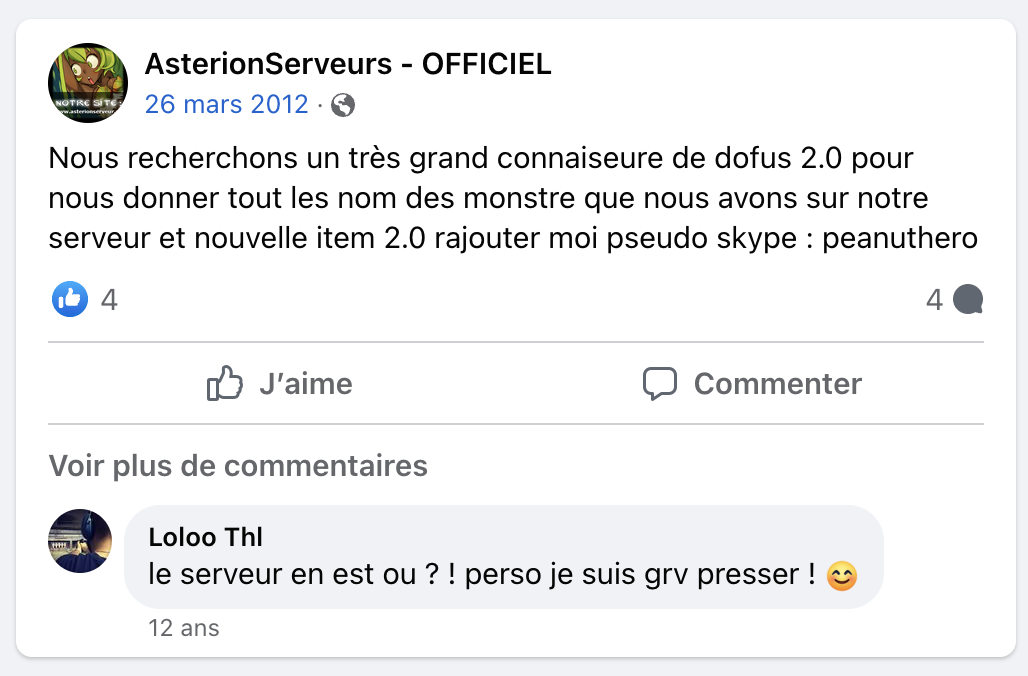 AsterionServeurs - OFFICIEL
26 mars 2012 ·
NOTRE SITE :
Nous recherchons un très grand connaiseure de dofus 2.0 pour
nous donner tout les nom des monstre que nous avons sur notre
serveur et nouvelle item 2.0 rajouter moi pseudo skype : peanuthero
4
4
J’aime
Commenter
Voir plus de commentaires
Loloo Thl
le serveur en est ou ? ! perso je suis grv presser ! 😊
12 ans